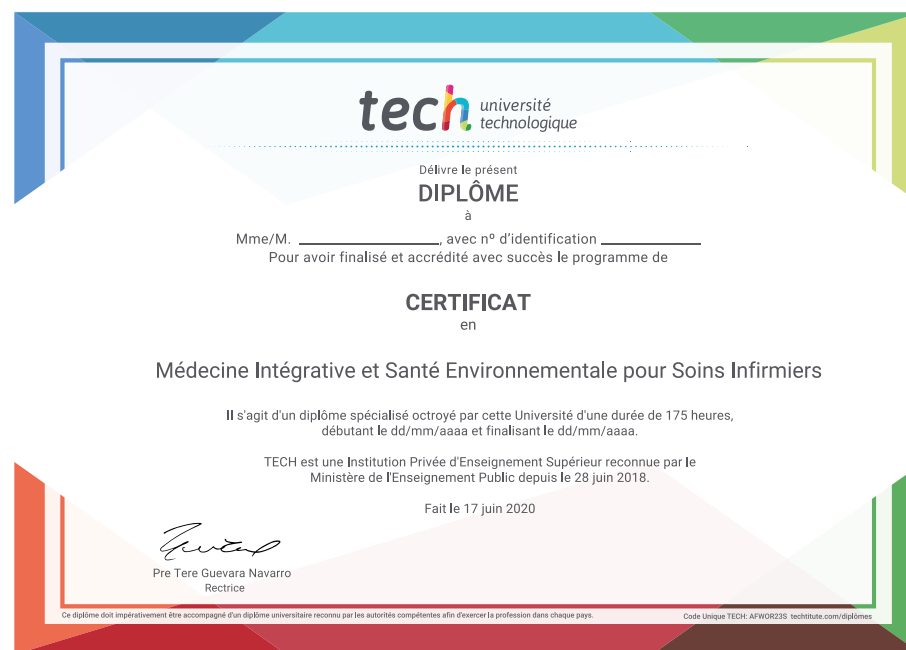 tech université
technologique
Délivre le présent
DIPLÔME
à
Mme/M. ____________________, avec nº d'identification ______________
Pour avoir finalisé et accrédité avec succès le programme de
CERTIFICAT
en
Médecine Intégrative et Santé Environnementale pour Soins Infirmiers
Il s'agit d'un diplôme spécialisé octroyé par cette Université d'une durée de 175 heures,
débutant le dd/mm/aaaa et finalisant le dd/mm/aaaa.
TECH est une Institution Privée d'Enseignement Supérieur reconnue par le
Ministère de l'Enseignement Public depuis le 28 juin 2018.
Fait le 17 juin 2020
Pre Tere Guevara Navarro
Rectrice
Ce diplôme doit impérativement être accompagné d'un diplôme universitaire reconnu par les autorités compétentes afin d'exercer la profession dans chaque pays.
Code Unique TECH: AFWOR23S techtitute.com/diplômes